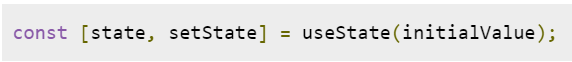 const [state, setState] = useState(initialValue);